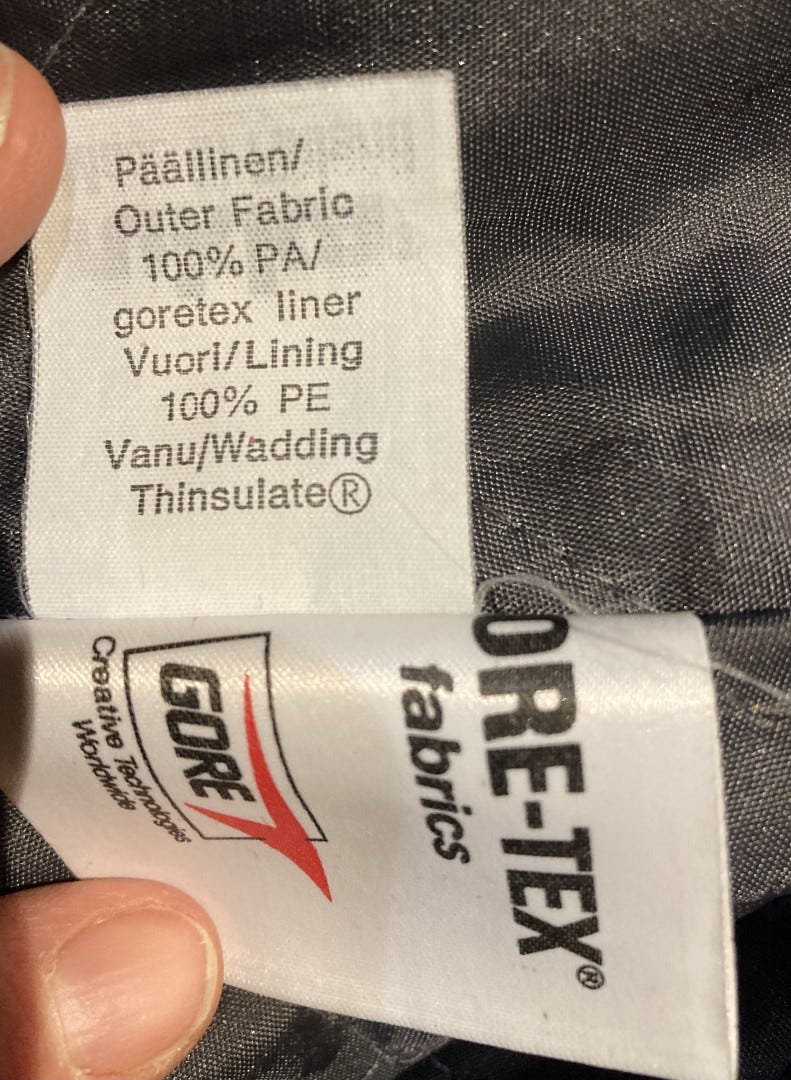 Päällinen/
Outer Fabric
100% PA/
goretex liner
Vuori/Lining
100% PE
Vanu/Wadding
Thinsulate®
ORE-TEX®
fabrics
GORE
Creative Technologies
Worldwide